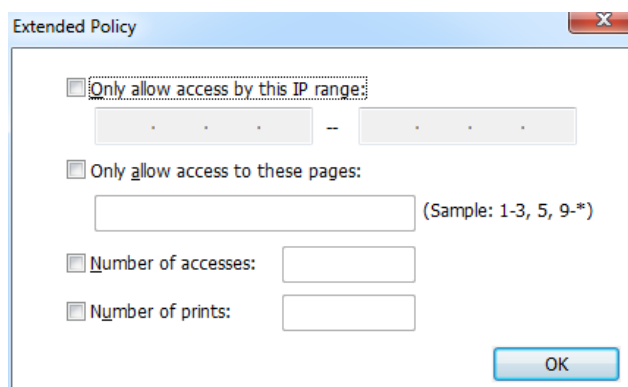 Extended Policy
x
Only allow access by this IP range:
. . . -- . . .
Only allow access to these pages:
(Sample: 1-3, 5, 9-*)
Number of accesses:
Number of prints:
OK